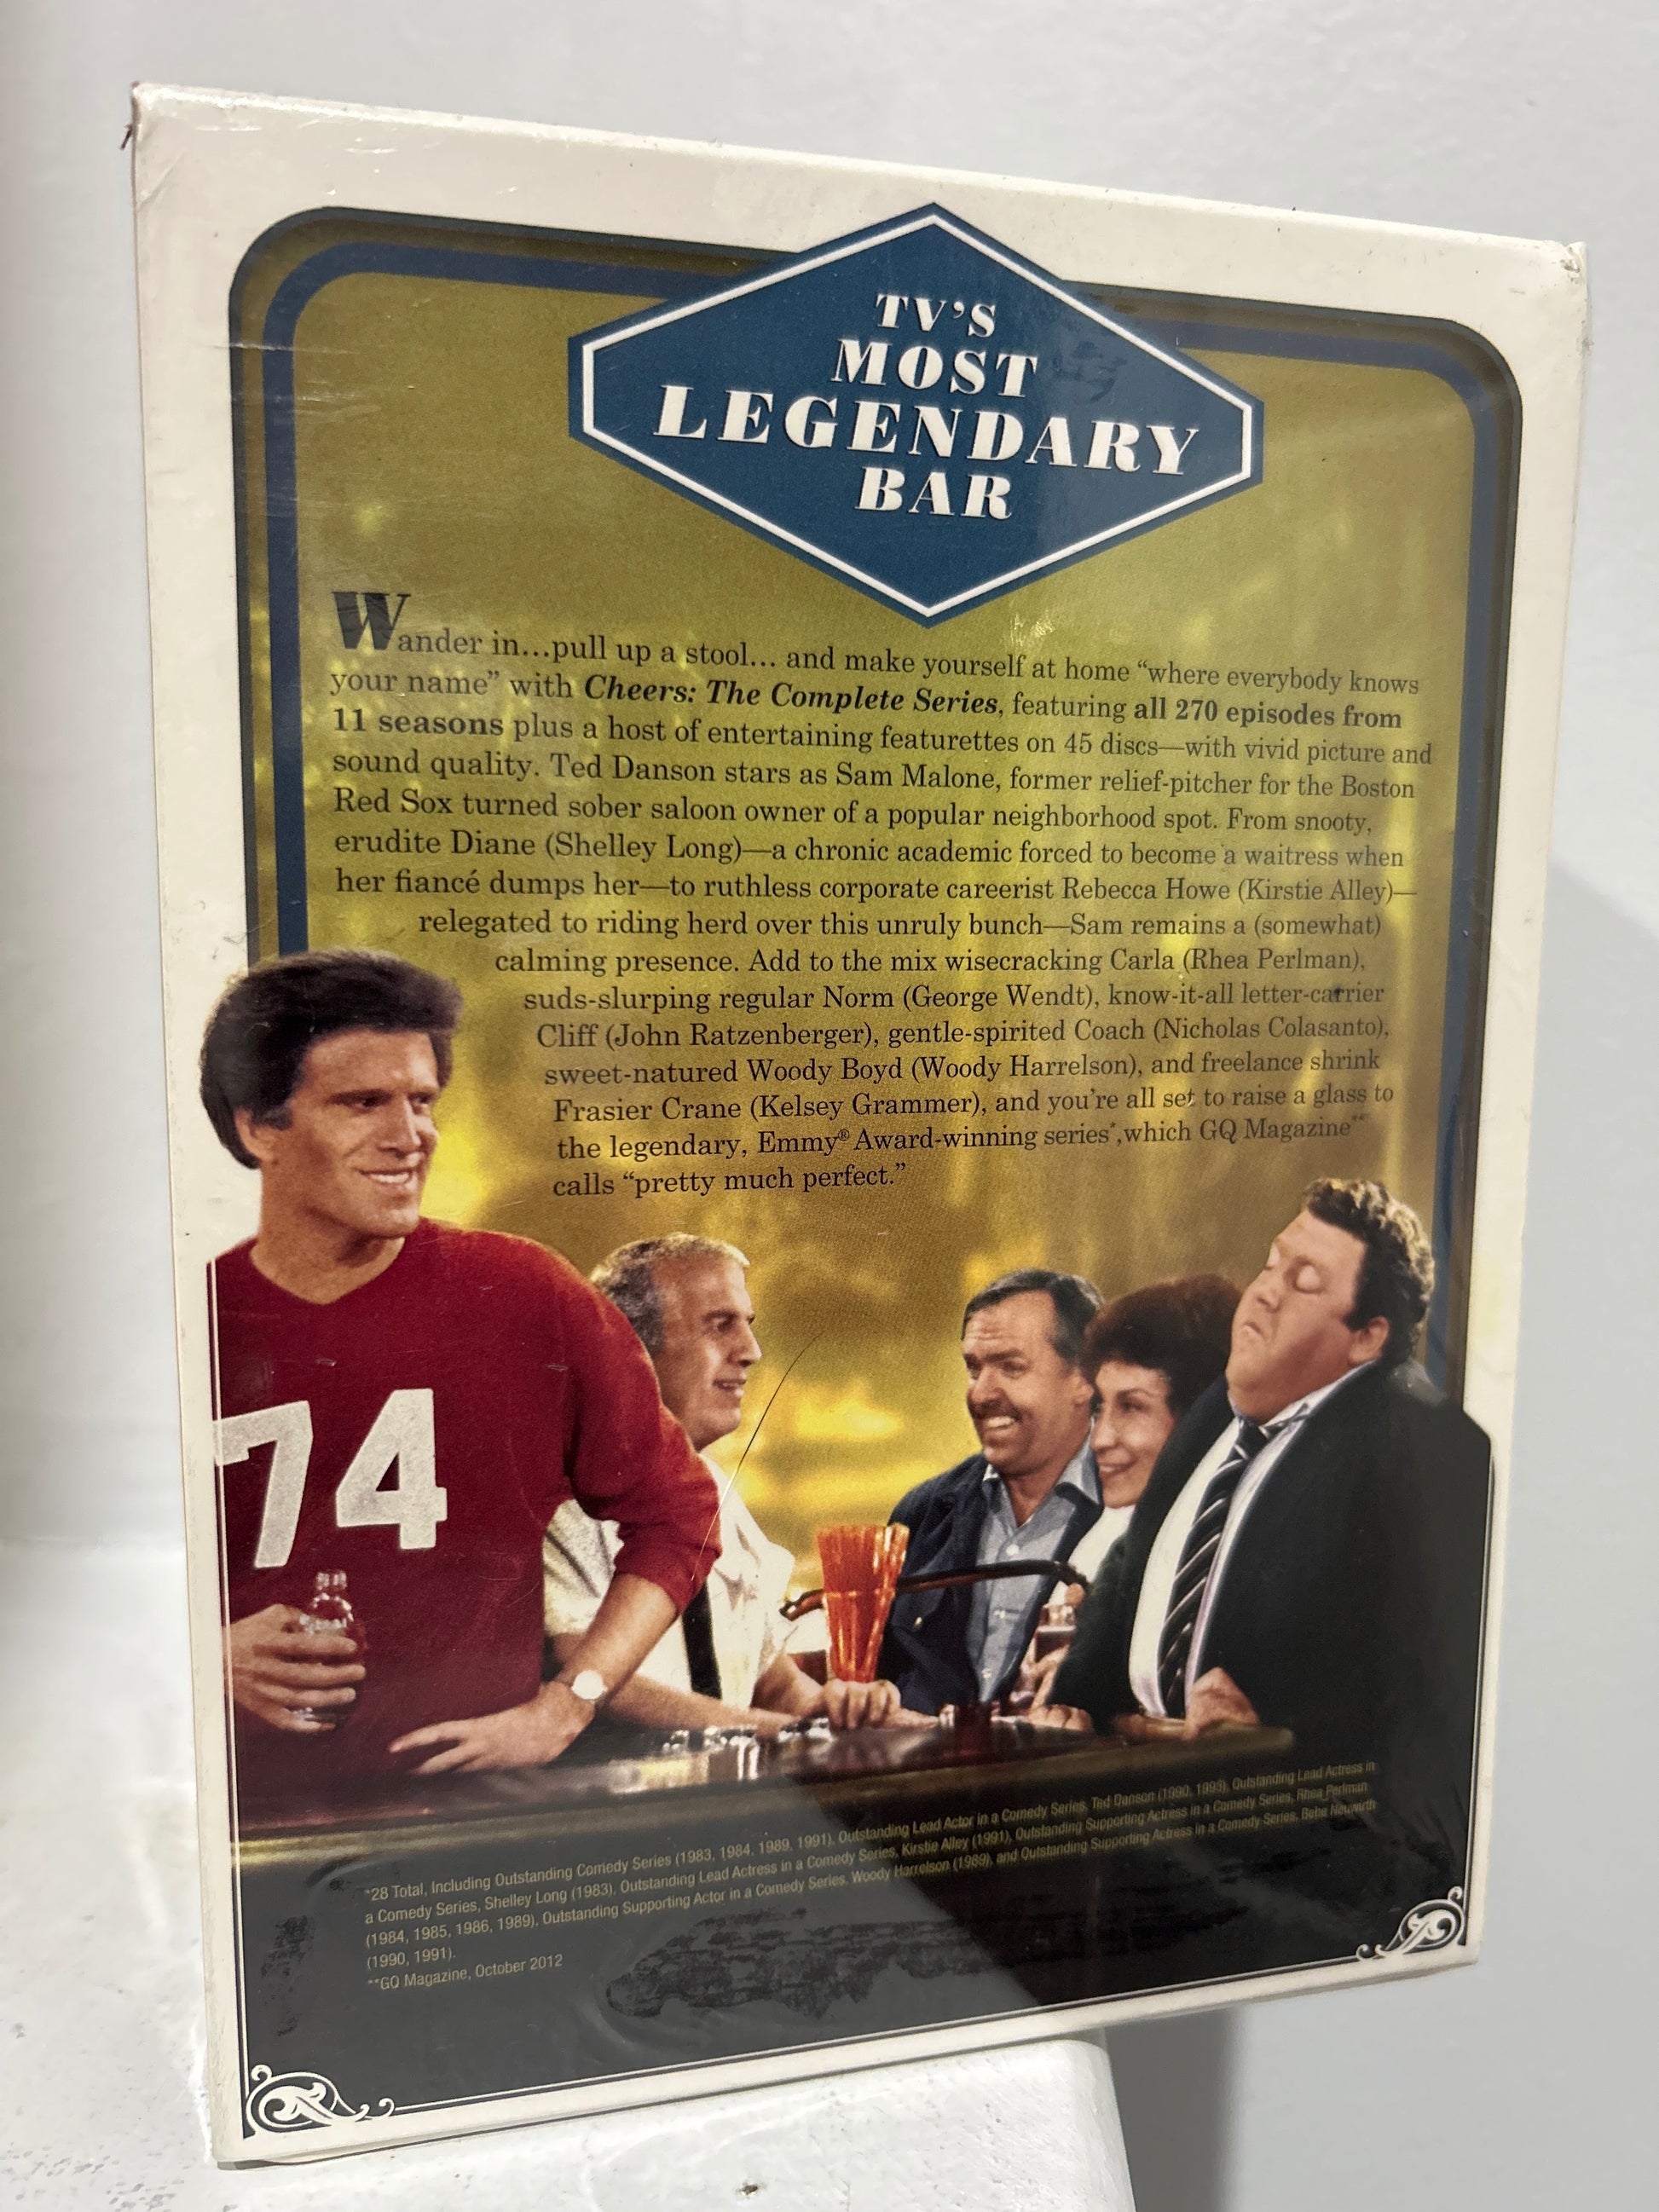 TV'S
MOST
LEGENDARY
BAR
Wander in...pull up a stool... and make yourself at home “where everybody knows
your name” with Cheers: The Complete Series, featuring all 270 episodes from
11 seasons plus a host of entertaining featurettes on 45 discs—with vivid picture and
sound quality. Ted Danson stars as Sam Malone, former relief-pitcher for the Boston
Red Sox turned sober saloon owner of a popular neighborhood spot. From snooty,
erudite Diane (Shelley Long)—a chronic academic forced to become a waitress when
her fiancé dumps her—to ruthless corporate careerist Rebecca Howe (Kirstie Alley)—
relegated to riding herd over this unruly bunch—Sam remains a (somewhat)
calming presence. Add to the mix wisecracking Carla (Rhea Perlman),
suds-slurping regular Norm (George Wendt), know-it-all letter-carrier
Cliff (John Ratzenberger), gentle-spirited Coach (Nicholas Colasanto),
sweet-natured Woody Boyd (Woody Harrelson), and freelance shrink
Frasier Crane (Kelsey Grammer), and you're all set to raise a glass to
the legendary, Emmy® Award-winning series*,which GQ Magazine**
calls “pretty much perfect.”
74
*28 Total, Including Outstanding Comedy Series (1983, 1984, 1989, 1991), Outstanding Lead Actor in a Comedy Series, Ted Danson (1990, 1993), Outstanding Lead Actress in
a Comedy Series, Shelley Long (1983), Outstanding Lead Actress in a Comedy Series, Kirstie Alley (1991), Outstanding Supporting Actress in a Comedy Series, Rhea Perlman
(1984, 1985, 1986, 1989), Outstanding Supporting Actor in a Comedy Series, Woody Harrelson (1989), and Outstanding Supporting Actress in a Comedy Series, Bebe Neuwirth
(1990, 1991).
**GQ Magazine, October 2012